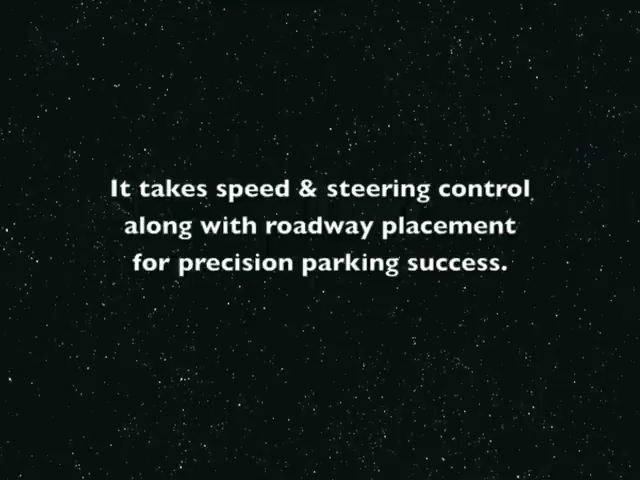 It takes speed & steering control
along with roadway placement
for precision parking success.